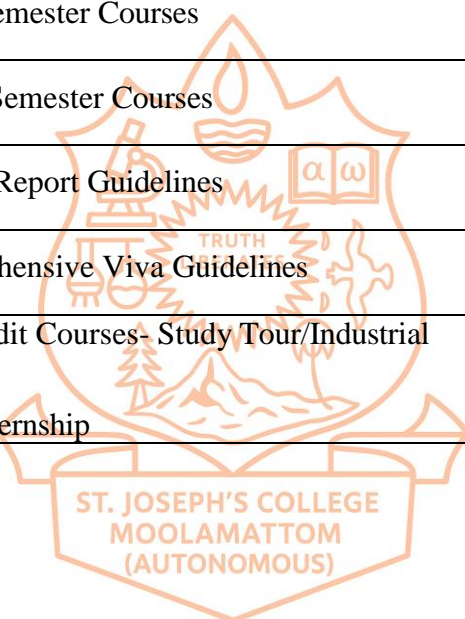 emester Courses
Semester Courses
Report Guidelines
α ω
TRUTH
hensive Viva Guidelines
dit Courses- Study Tour/Industrial
ernship
ST. JOSEPH'S COLLEGE
MOOLAMATTOM
(AUTONOMOUS)